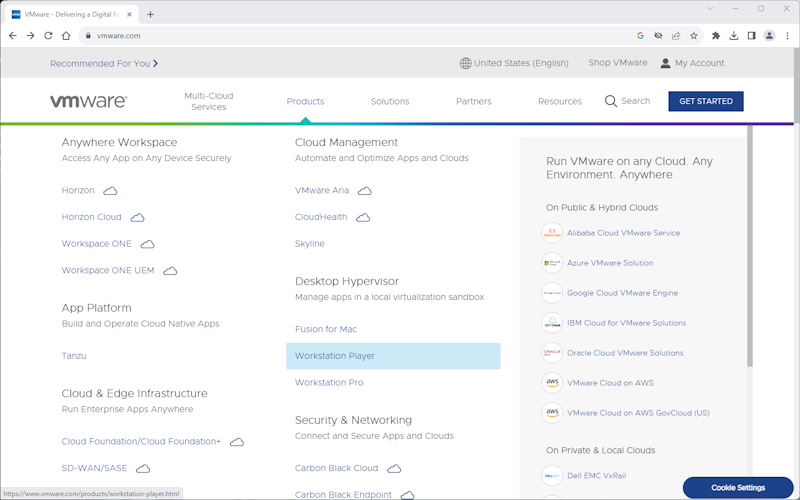 VMware - Delivering a Digital Fo
vmware.com
Recommended For You
United States (English)
Shop VMware
My Account
vmware
Multi-Cloud
Services
Products
Solutions
Partners
Resources
Search
GET STARTED
Anywhere Workspace
Access Any App on Any Device Securely
Horizon
Horizon Cloud
Workspace ONE
Workspace ONE UEM
App Platform
Build and Operate Cloud Native Apps
Tanzu
Cloud & Edge Infrastructure
Run Enterprise Apps Anywhere
Cloud Foundation/Cloud Foundation+
SD-WAN/SASE
Cloud Management
Automate and Optimize Apps and Clouds
VMware Aria
CloudHealth
Skyline
Desktop Hypervisor
Manage apps in a local virtualization sandbox
Fusion for Mac
Workstation Player
Workstation Pro
Security & Networking
Connect and Secure Apps and Clouds
Carbon Black Cloud
Carbon Black Endpoint
Run VMware on any Cloud. Any
Environment. Anywhere.
On Public & Hybrid Clouds
Alibaba Cloud VMware Service
Azure VMware Solution
Google Cloud VMware Engine
IBM Cloud for VMware Solutions
Oracle Cloud VMware Solutions
aws
VMware Cloud on AWS
aws
VMware Cloud on AWS GovCloud (US)
On Private & Local Clouds
Dell EMC VxRail
Cookie Settings
https://www.vmware.com/products/workstation-player.html